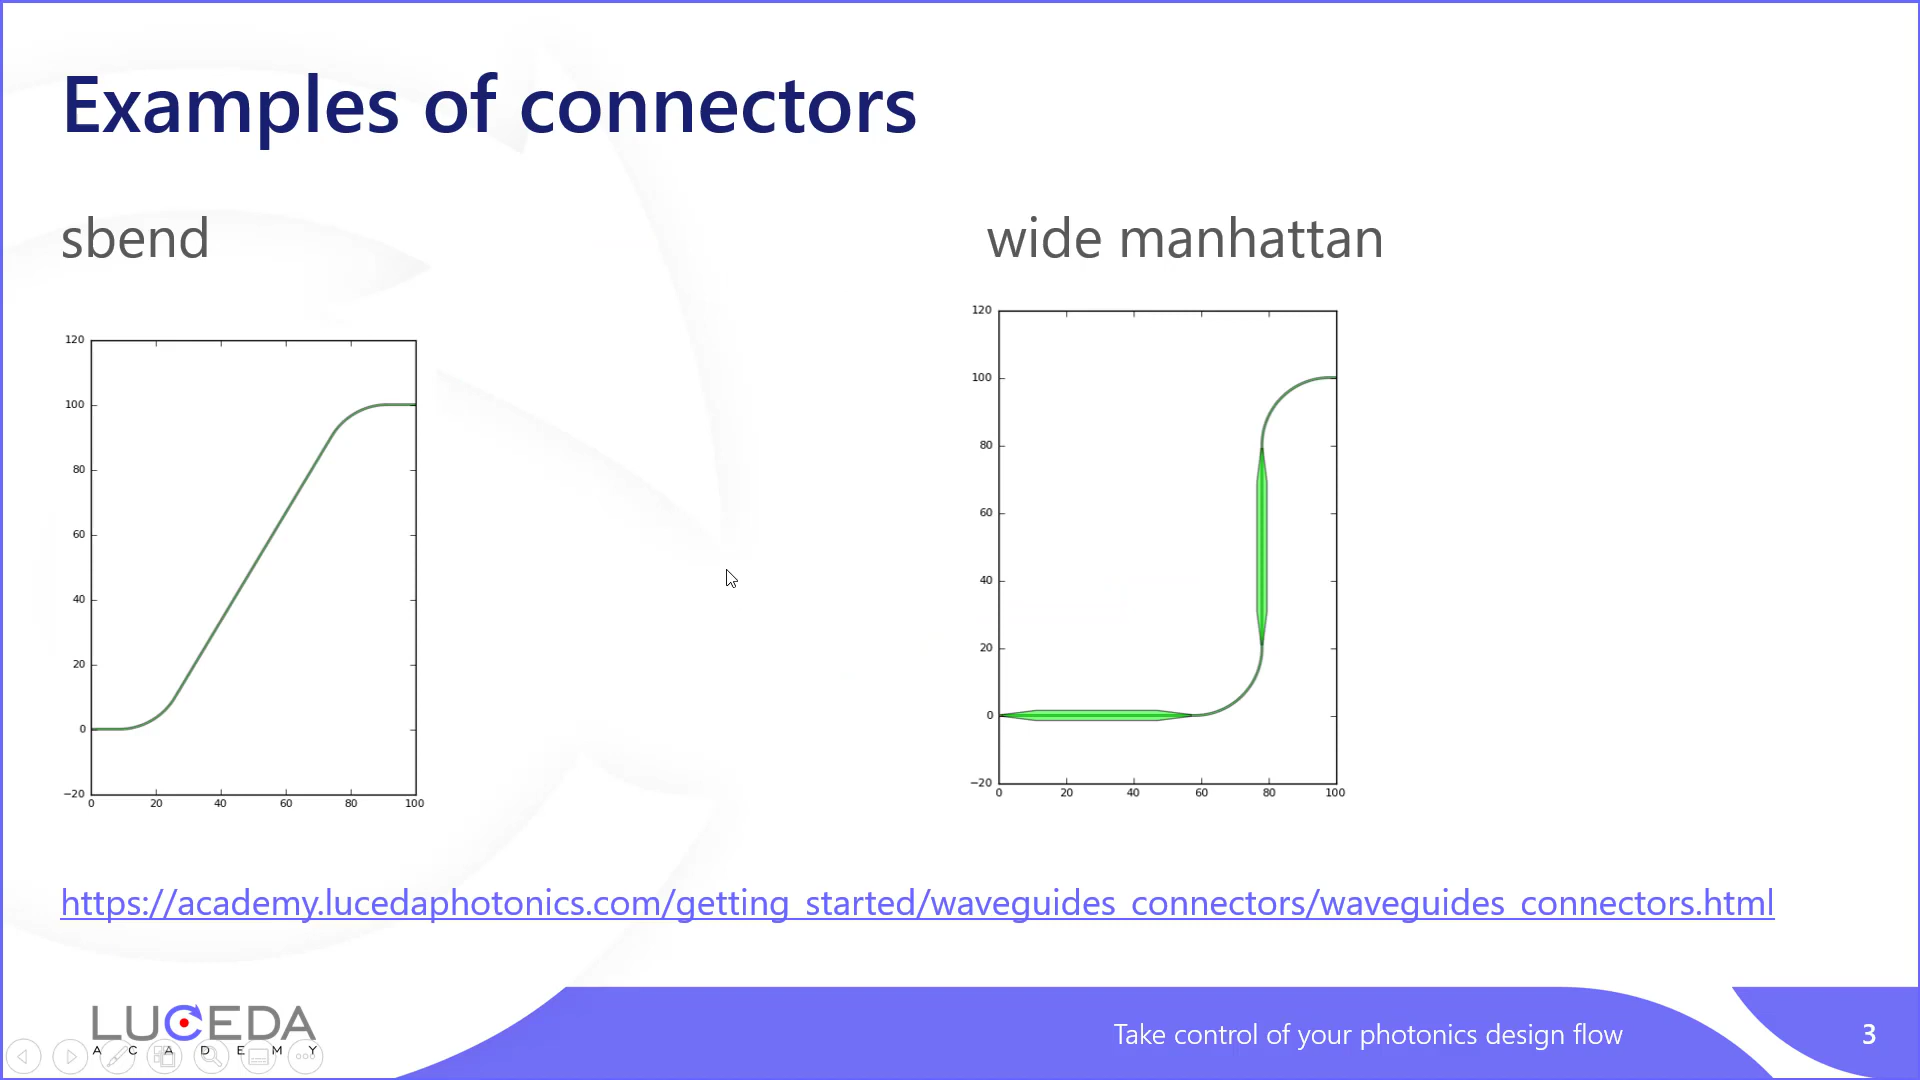 Examples of connectors
sbend
wide manhattan
120
100
80
60
40
20
0
−20
0 20 40 60 80 100
120
100
80
60
40
20
0
−20
0 20 40 60 80 100
https://academy.lucedaphotonics.com/getting_started/waveguides_connectors/waveguides_connectors.html
LUCEDA
ACADEMY
Take control of your photonics design flow
3